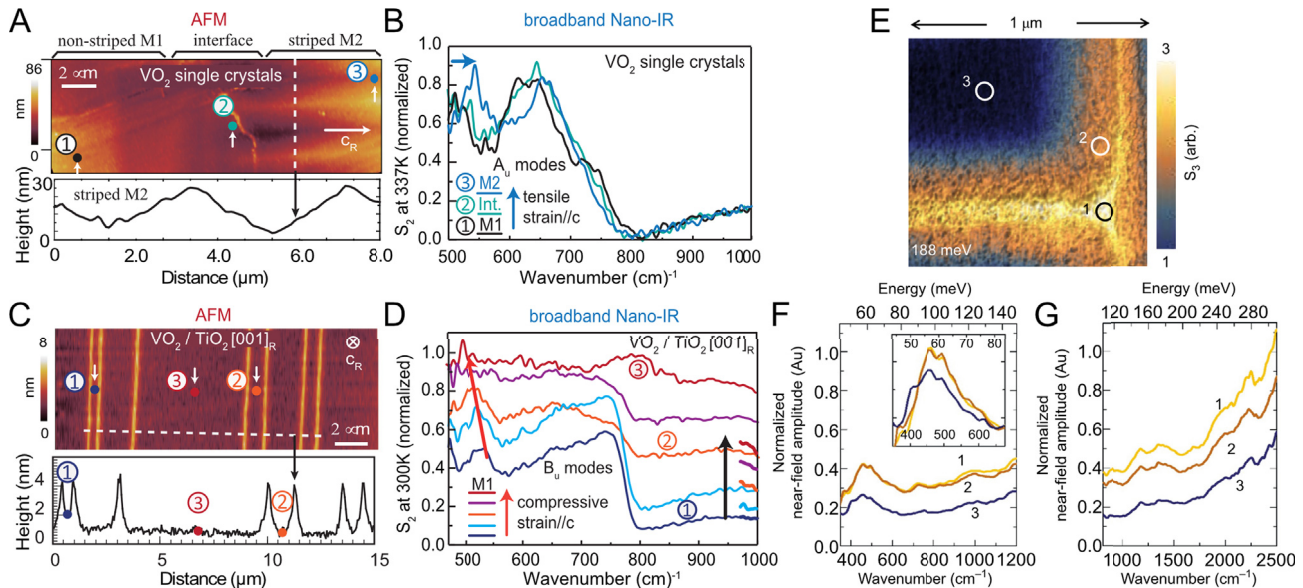 A
AFM
non-striped M1
interface
striped M2
86
nm
0
2 ∝m
VO2 single crystals
3
2
1
cR
Height (nm)
30
0
striped M2
0.0
2.0
4.0
6.0
8.0
Distance (μm)
B
broadband Nano-IR
VO2 single crystals
S2 at 337K (normalized)
1.0
0.8
0.6
0.4
0.2
0.0
Au modes
3 M2
2 Int.
1 M1
tensile
strain//c
500
600
700
800
900
1000
Wavenumber (cm)-1
C
AFM
8
nm
0
VO2 / TiO2 [001]R
⊗
cR
1
3
2
2 ∝m
Height (nm)
4
2
0
1
3
2
0
5
10
15
Distance (μm)
D
broadband Nano-IR
VO2 / TiO2 [001]R
S2 at 3000K (normalized)
1.0
0.8
0.6
0.4
0.2
0.0
3
2
1
Bu modes
M1
compressive
strain//c
500
600
700
800
900
1000
Wavenumber (cm)-1
E
1 μm
3
2
1
188 meV
3
S3 (arb.)
1
F
Energy (meV)
60
80
100
120
140
Normalized
near-field amplitude (Au)
1.0
0.8
0.6
0.4
0.2
0.0
50
60
70
80
400
500
600
1
2
3
400
600
800
1000
1200
Wavenumber (cm−1)
G
Energy (meV)
120
160
200
240
280
Normalized
near-field amplitude (Au)
1.0
0.8
0.6
0.4
0.2
0.0
1
2
3
1000
1500
2000
2500
Wavenumber (cm−1)